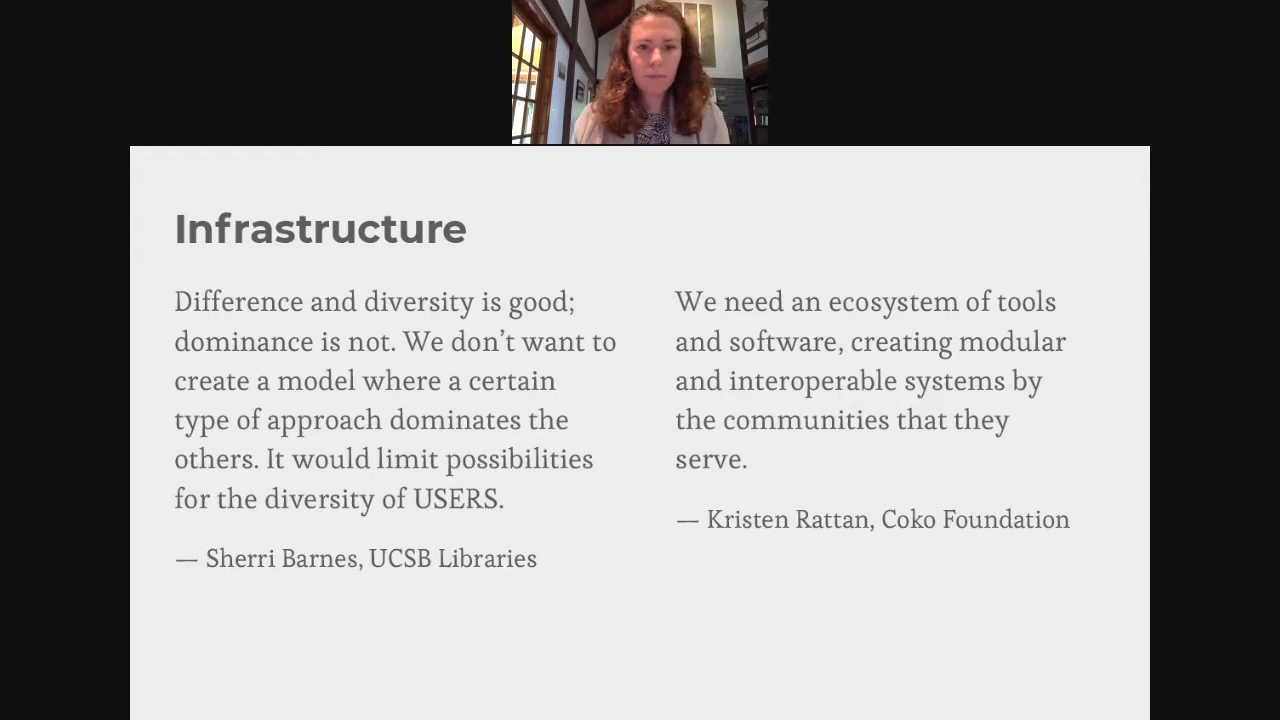 Infrastructure
Difference and diversity is good;
dominance is not. We don’t want to
create a model where a certain
type of approach dominates the
others. It would limit possibilities
for the diversity of USERS.
— Sherri Barnes, UCSB Libraries
We need an ecosystem of tools
and software, creating modular
and interoperable systems by
the communities that they
serve.
— Kristen Rattan, Coko Foundation